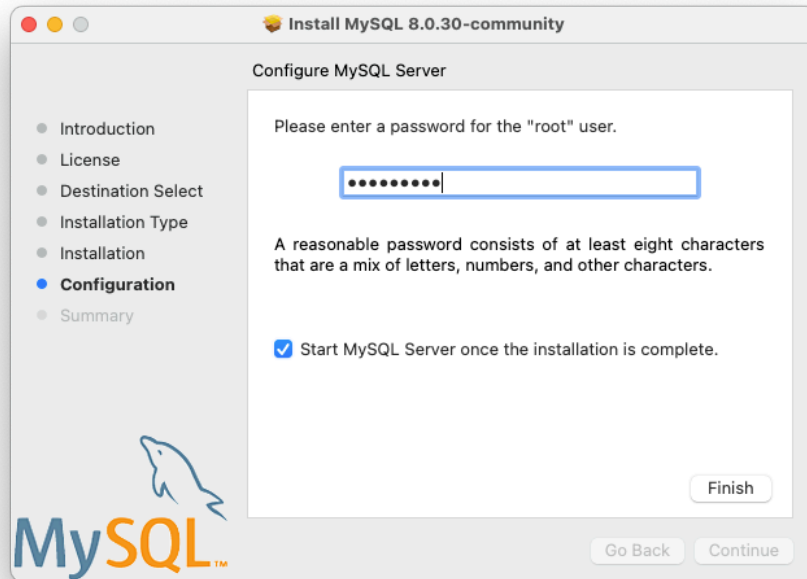 Install MySQL 8.0.30-community
Configure MySQL Server
Introduction
License
Destination Select
Installation Type
Installation
Configuration
Summary
Please enter a password for the "root" user.
•••••••••
A reasonable password consists of at least eight characters
that are a mix of letters, numbers, and other characters.
Start MySQL Server once the installation is complete.
Finish
MySQL™
Go Back
Continue